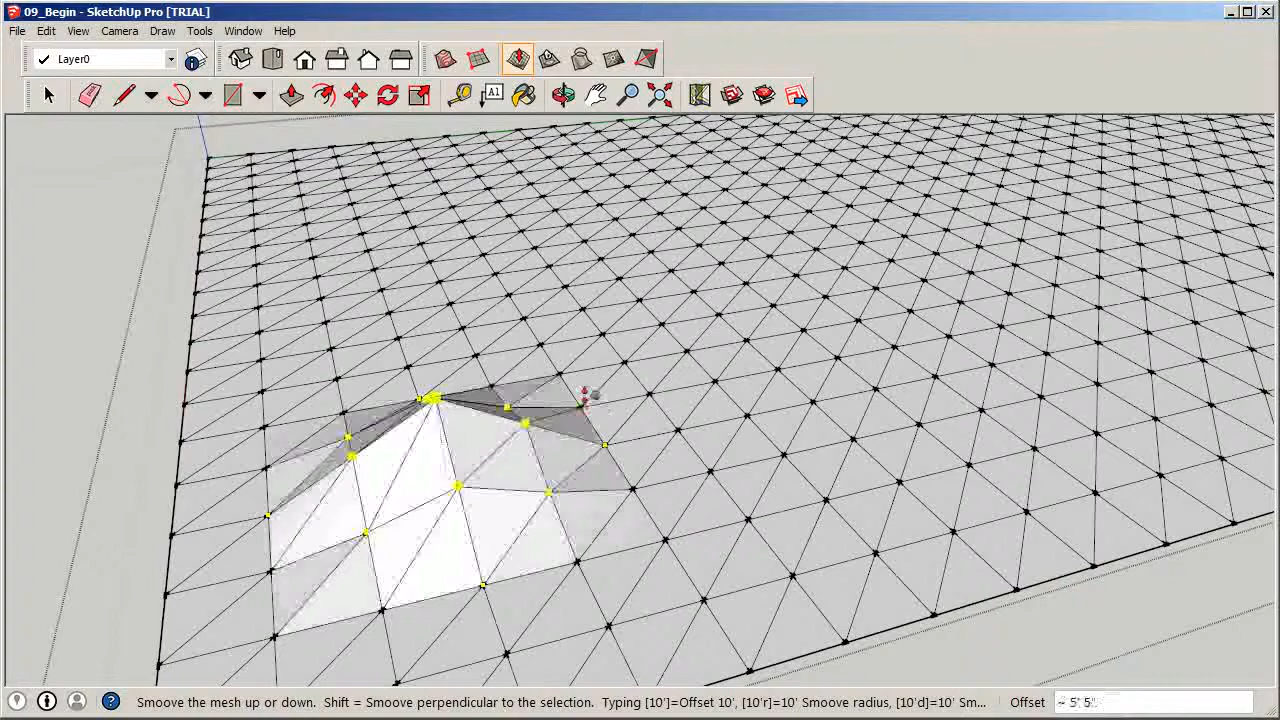 09_Begin - SketchUp Pro [TRIAL]
File Edit View Camera Draw Tools Window Help
Layer0
A1
Smoove the mesh up or down. Shift = Smoove perpendicular to the selection. Typing [10']=Offset 10', [10'r]=10' Smoove radius, [10'd]=10' Sm... Offset ~ 5' 5"